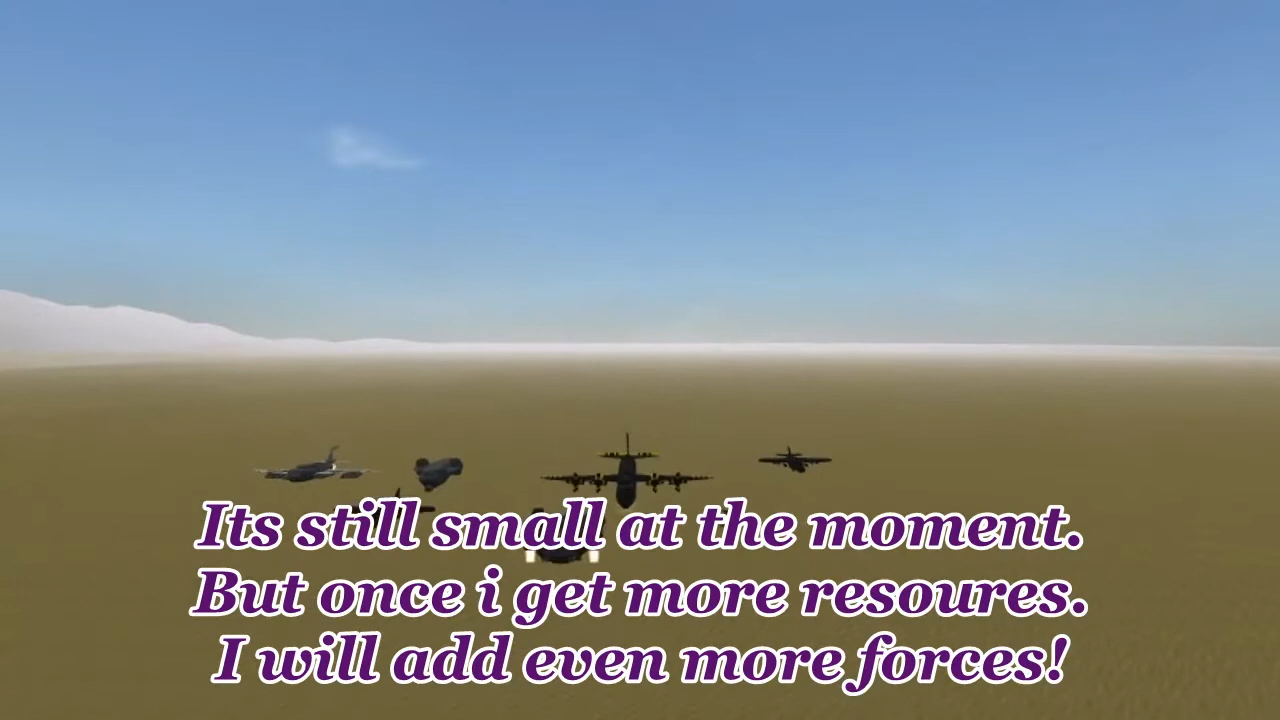 Its still small at the moment.
But once i get more resoures.
I will add even more forces!